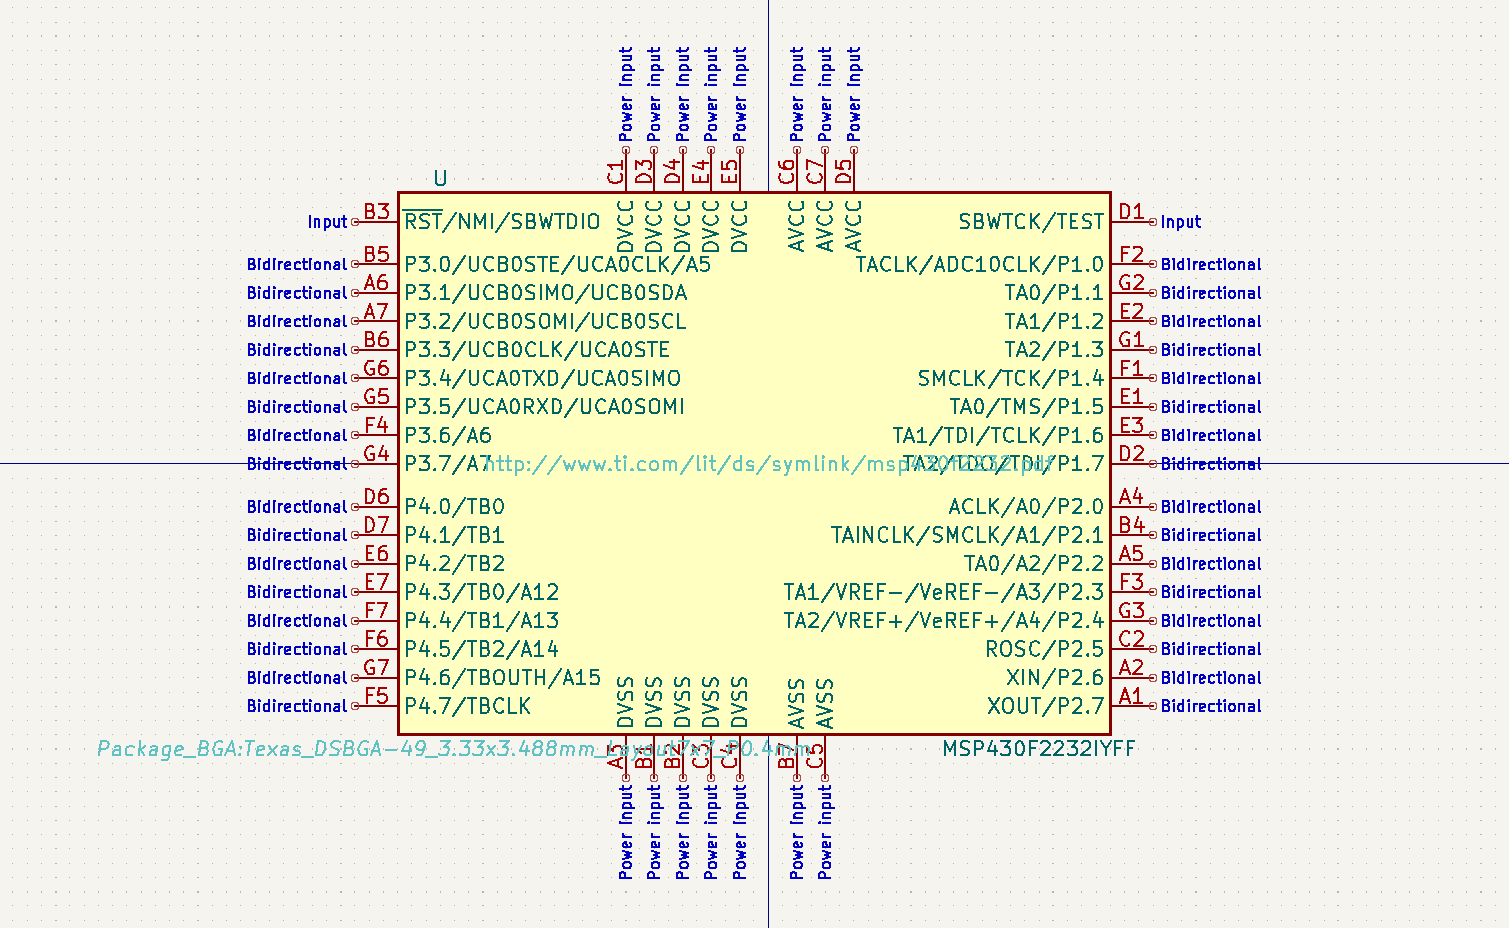 Power input Power input Power input Power input Power input Power input Power input Power input
C1 D3 D4 E4 E5 C6 C7 D5
U
DVCC DVCC DVCC DVCC DVCC AVCC AVCC AVCC
Input B3 RST/NMI/SBWTDIO SBWTCK/TEST D1 Input
Bidirectional B5 P3.0/UCB0STE/UCA0CLK/A5 TACLK/ADC10CLK/P1.0 F2 Bidirectional
Bidirectional A6 P3.1/UCB0SIMO/UCB0SDA TA0/P1.1 G2 Bidirectional
Bidirectional A7 P3.2/UCB0SOMI/UCB0SCL TA1/P1.2 E2 Bidirectional
Bidirectional B6 P3.3/UCB0CLK/UCA0STE TA2/P1.3 G1 Bidirectional
Bidirectional G6 P3.4/UCA0TXD/UCA0SIMO SMCLK/TCK/P1.4 F1 Bidirectional
Bidirectional G5 P3.5/UCA0RXD/UCA0SOMI TA0/TMS/P1.5 E1 Bidirectional
Bidirectional F4 P3.6/A6 TA1/TDI/TCLK/P1.6 E3 Bidirectional
Bidirectional G4 P3.7/A7 http://www.ti.com/lit/ds/symlink/msp430f2232.pdf TA2/TDO/TDI/P1.7 D2 Bidirectional
Bidirectional D6 P4.0/TB0 ACLK/A0/P2.0 A4 Bidirectional
Bidirectional D7 P4.1/TB1 TAINCLK/SMCLK/A1/P2.1 B4 Bidirectional
Bidirectional E6 P4.2/TB2 TA0/A2/P2.2 A5 Bidirectional
Bidirectional E7 P4.3/TB0/A12 TA1/VREF-/VeREF-/A3/P2.3 F3 Bidirectional
Bidirectional F7 P4.4/TB1/A13 TA2/VREF+/VeREF+/A4/P2.4 G3 Bidirectional
Bidirectional F6 P4.5/TB2/A14 ROSC/P2.5 C2 Bidirectional
Bidirectional G7 P4.6/TBOUTH/A15 XIN/P2.6 A2 Bidirectional
Bidirectional F5 P4.7/TBCLK XOUT/P2.7 A1 Bidirectional
DVSS DVSS DVSS DVSS DVSS AVSS AVSS
Package_BGA:Texas_DSBGA-49_3.33x3.488mm_Layout7x7_P0.4mm MSP430F2232IYFF
A3 B1 B2 C3 C4 B7 C5
Power input Power input Power input Power input Power input Power input Power input